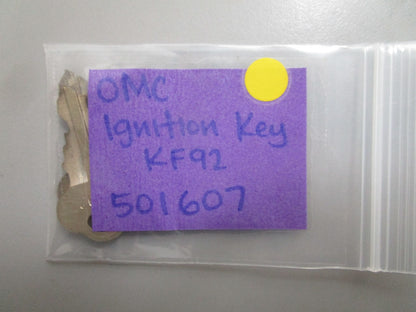 OMC
Ignition Key
KF92
501607